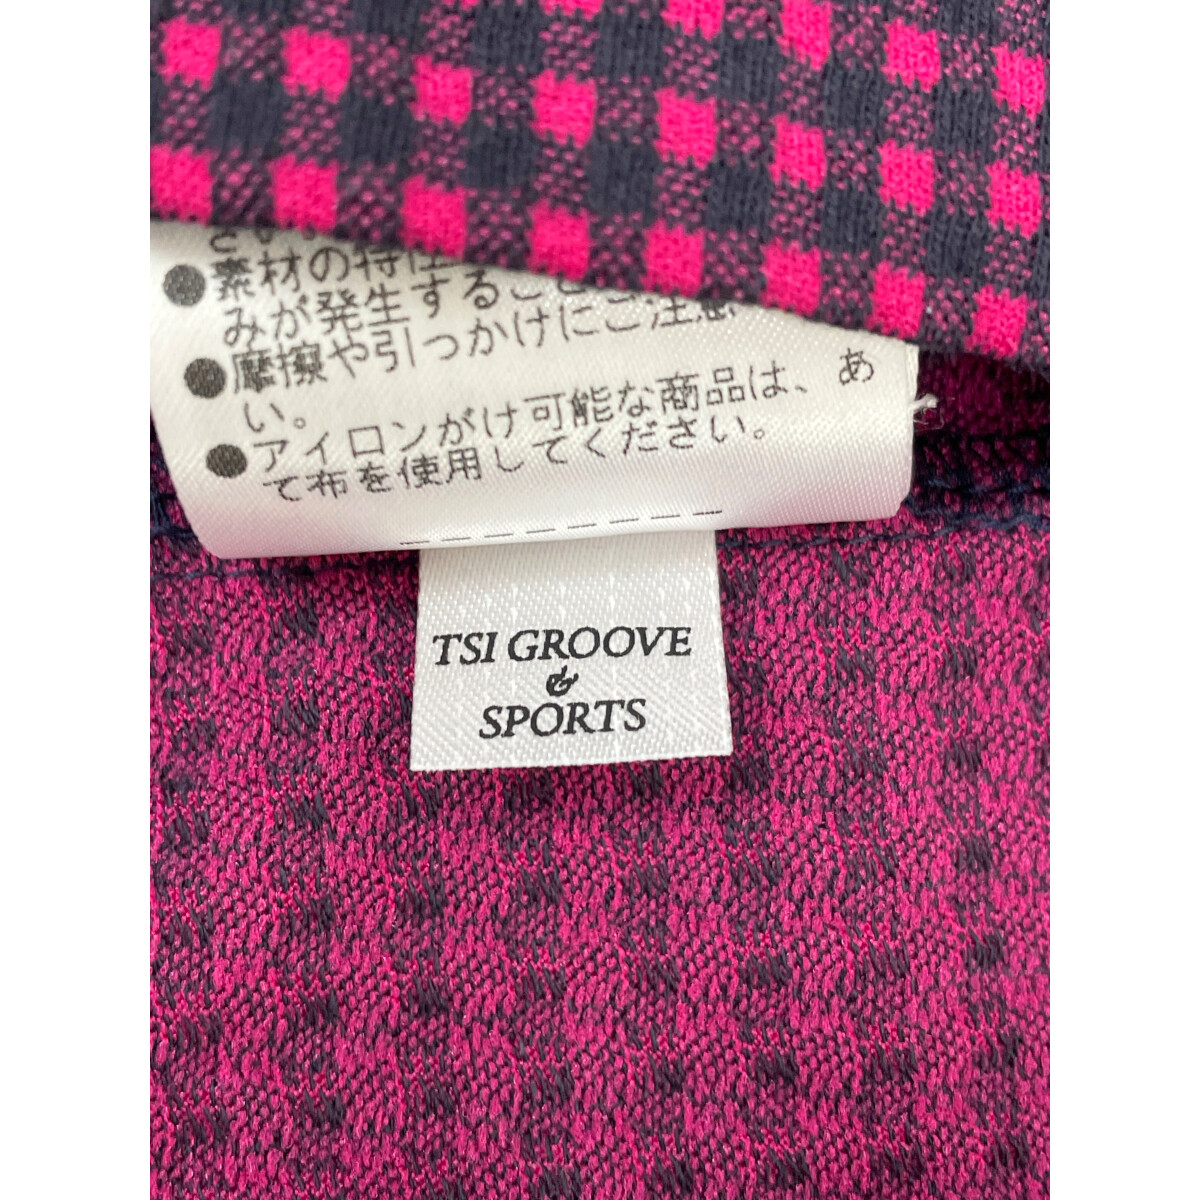 さい
●素材の特性
みが発生すること
●摩擦や引っかけにご注意
い。
●アイロンがけ可能な商品は、あ
て布を使用してください。
TSI GROOVE
&
SPORTS